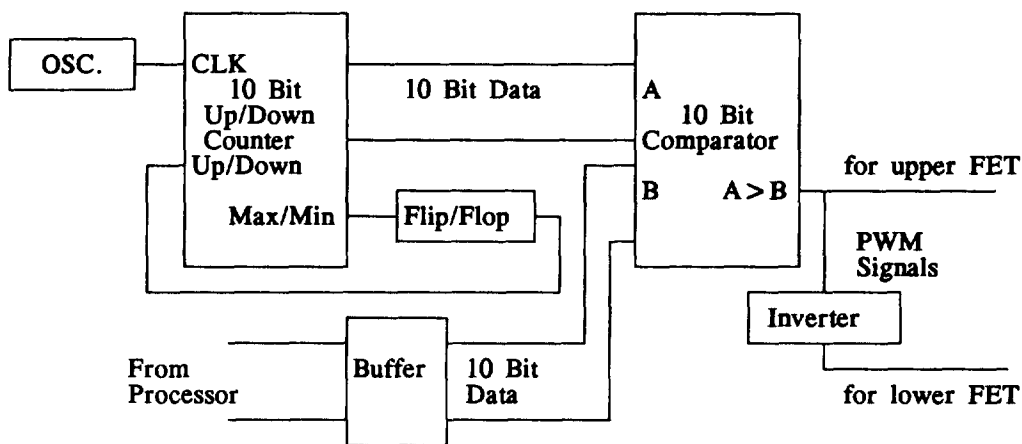 OSC.
CLK
10 Bit
Up/Down
Counter
Up/Down
Max/Min
Flip/Flop
10 Bit Data
A
10 Bit
Comparator
B
A > B
for upper FET
PWM
Signals
Inverter
for lower FET
From
Processor
Buffer
10 Bit
Data